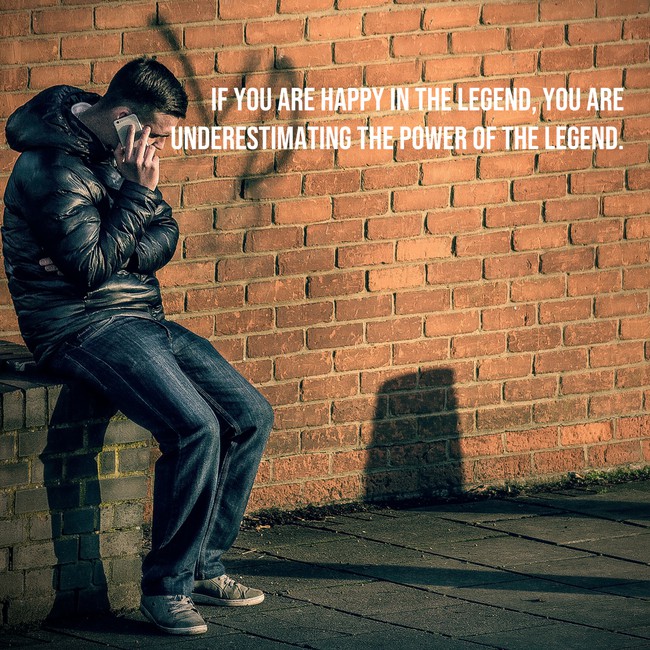 IF YOU ARE HAPPY IN THE LEGEND, YOU ARE
UNDERESTIMATING THE POWER OF THE LEGEND.